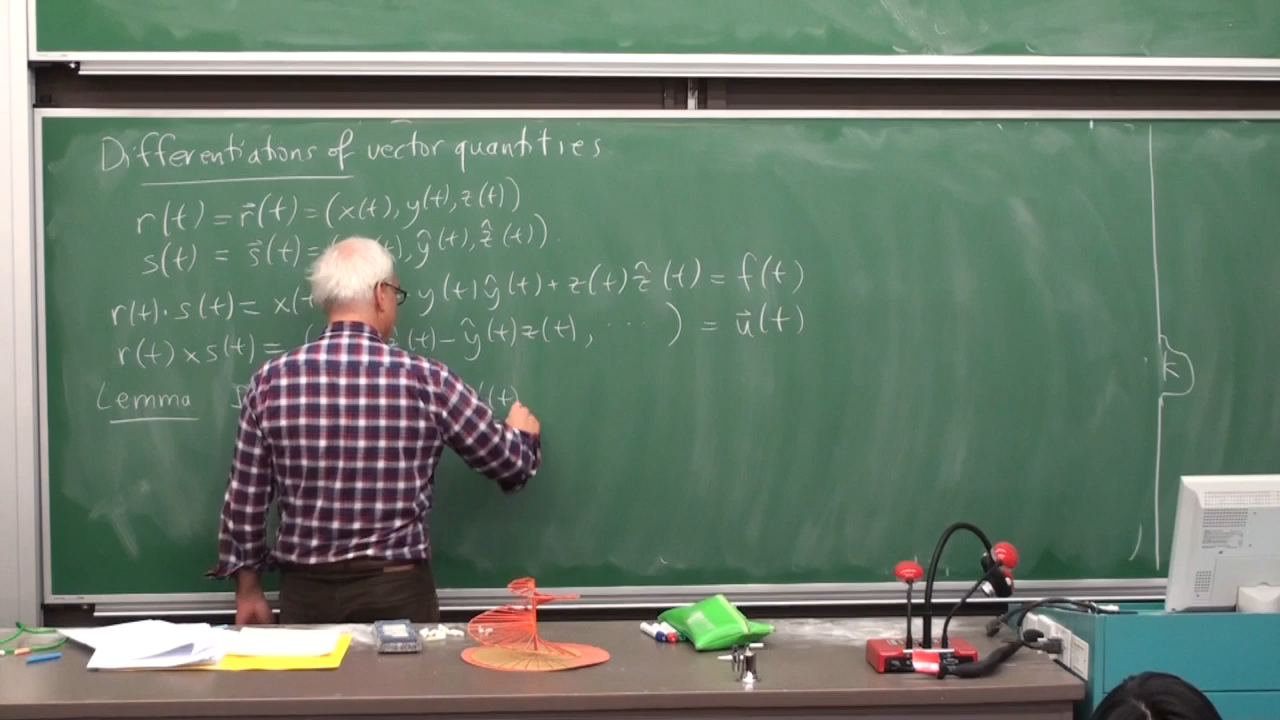 Differentiations of vector quantities
r(t) = r⃗(t) = (x(t), y(t), z(t))
s(t) = s⃗(t) = (t), ŷ(t), ẑ(t)).
r(t)·s(t) = x(t y(t)ŷ(t) + z(t)ẑ(t) = f(t)
r(t) × s(t) = ( z(t) − ŷ(t)z(t), ... ) = u⃗(t)
Lemma (t)
K